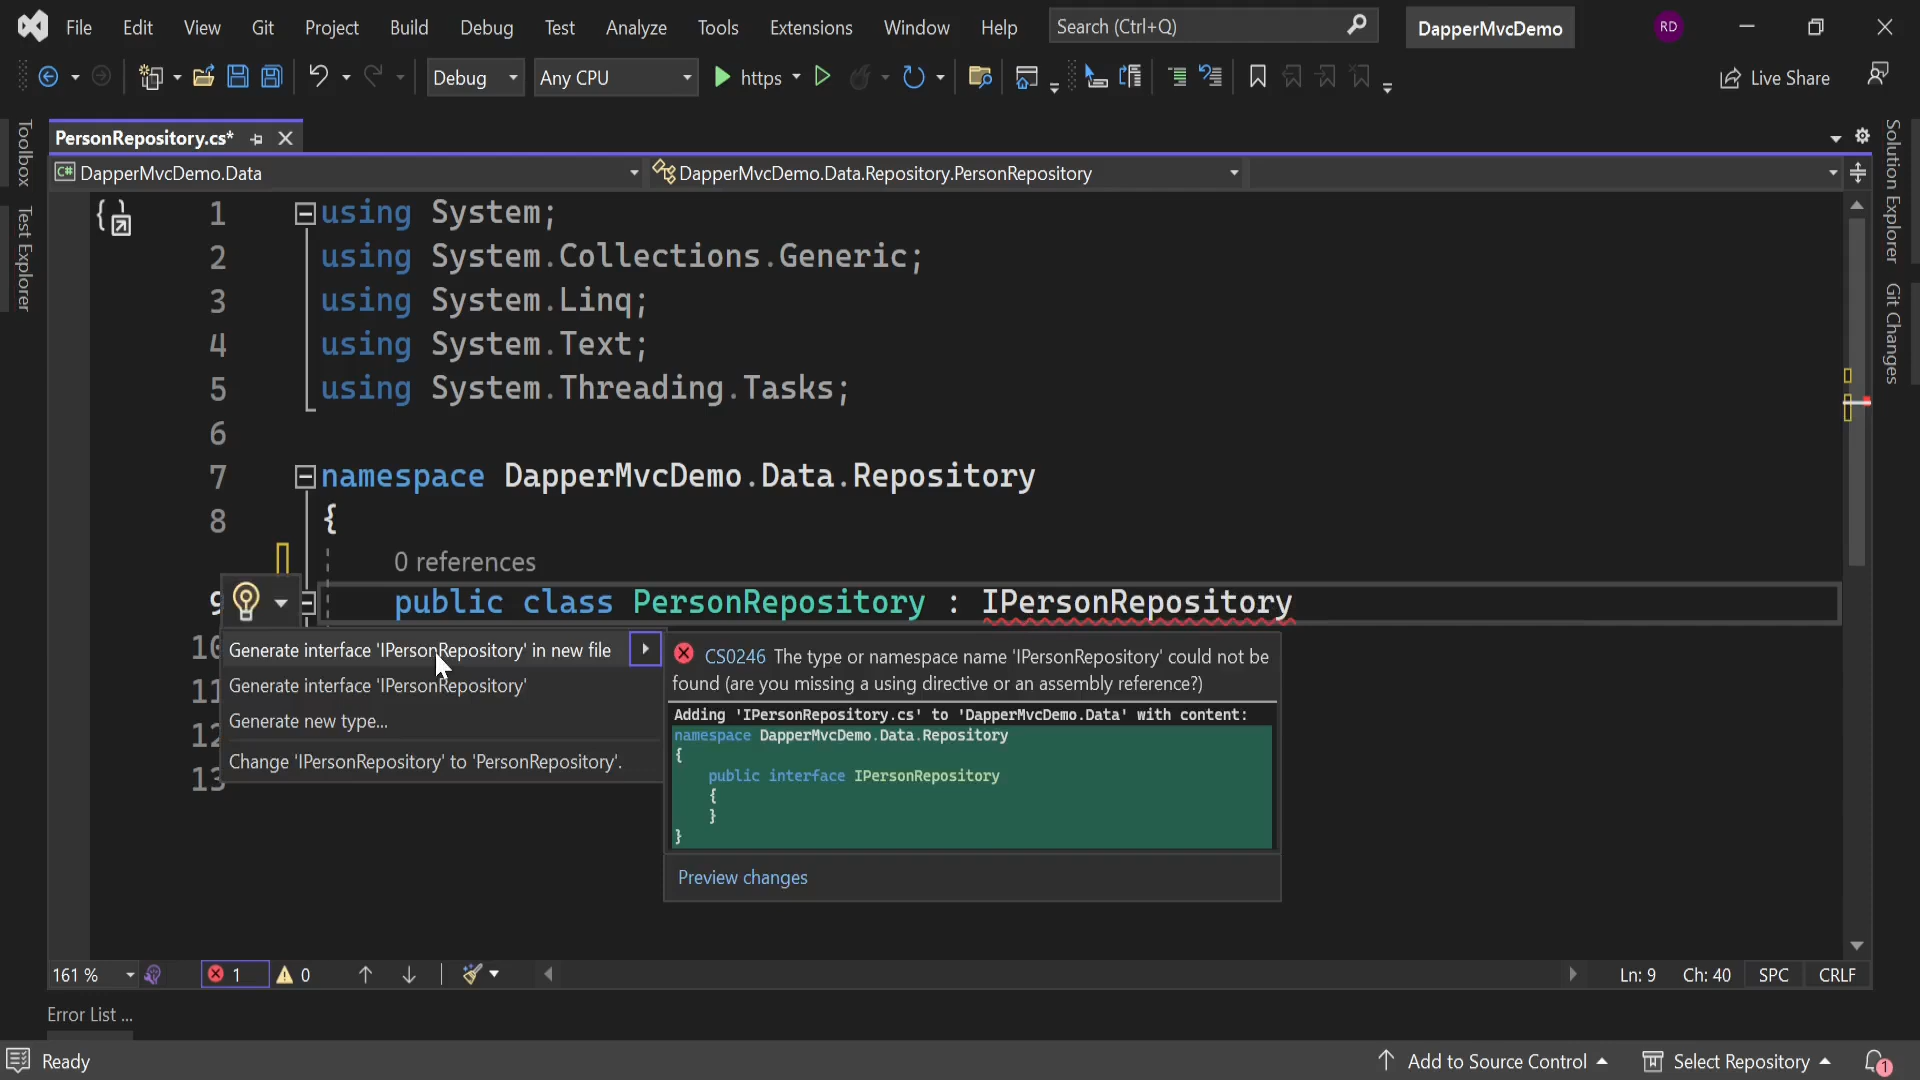 File Edit View Git Project Build Debug Test Analyze Tools Extensions Window Help Search (Ctrl+Q) DapperMvcDemo RD
Debug Any CPU https Live Share
Toolbox
Test Explorer
PersonRepository.cs*
DapperMvcDemo.Data DapperMvcDemo.Data.Repository.PersonRepository
1 using System;
2 using System.Collections.Generic;
3 using System.Linq;
4 using System.Text;
5 using System.Threading.Tasks;
6
7 namespace DapperMvcDemo.Data.Repository
8 {
0 references
9 public class PersonRepository : IPersonRepository
10
11
12
13
Generate interface 'IPersonRepository' in new file
Generate interface 'IPersonRepository'
Generate new type...
Change 'IPersonRepository' to 'PersonRepository'.
CS0246 The type or namespace name 'IPersonRepository' could not be
found (are you missing a using directive or an assembly reference?)
Adding 'IPersonRepository.cs' to 'DapperMvcDemo.Data' with content:
namespace DapperMvcDemo.Data.Repository
{
public interface IPersonRepository
{
}
}
Preview changes
Solution Explorer
Git Changes
161 % 1 0 Ln: 9 Ch: 40 SPC CRLF
Error List ...
Ready Add to Source Control Select Repository 1